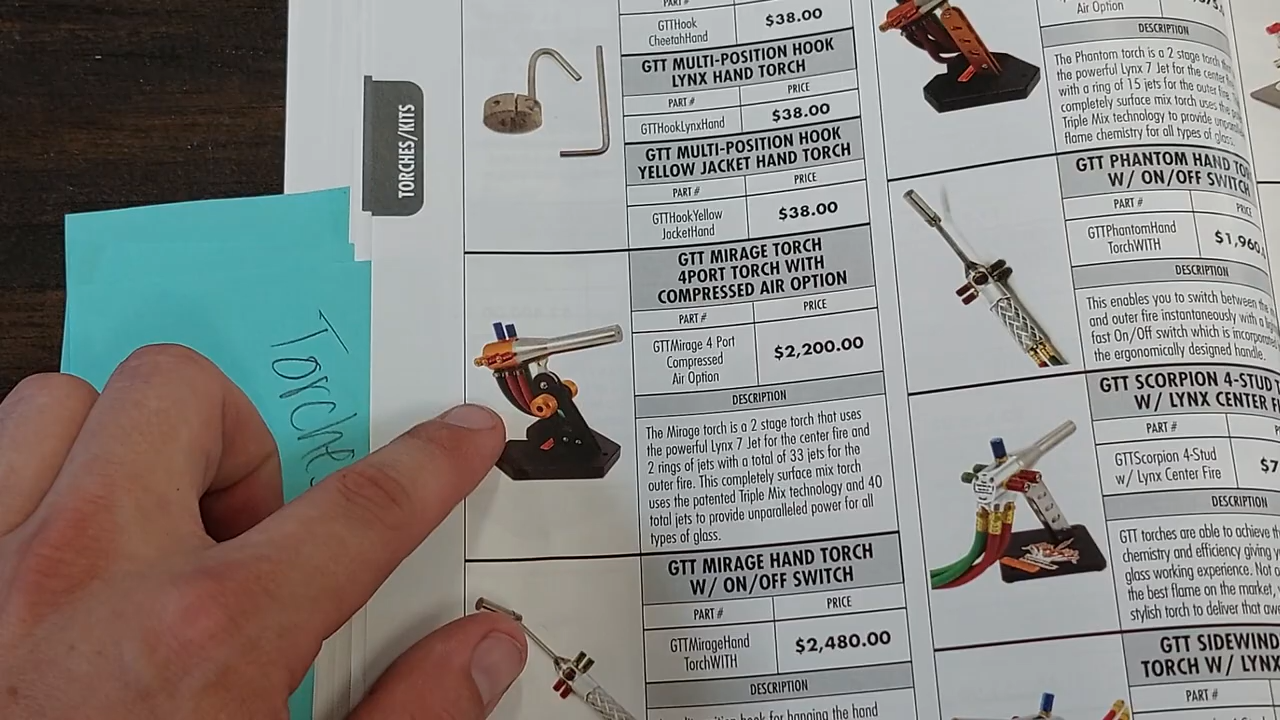 TORCHES/KITS
Torches
PART #
GTTHook
CheetahHand
$38.00
GTT MULTI-POSITION HOOK
LYNX HAND TORCH
PART #
PRICE
GTTHookLynxHand
$38.00
GTT MULTI-POSITION HOOK
YELLOW JACKET HAND TORCH
PART #
PRICE
GTTHookYellow
JacketHand
$38.00
GTT MIRAGE TORCH
4PORT TORCH WITH
COMPRESSED AIR OPTION
PART #
PRICE
GTTMirage 4 Port
Compressed
Air Option
$2,200.00
DESCRIPTION
The Mirage torch is a 2 stage torch that uses
the powerful Lynx 7 Jet for the center fire and
2 rings of jets with a total of 33 jets for the
outer fire. This completely surface mix torch
uses the patented Triple Mix technology and 40
total jets to provide unparalleled power for all
types of glass.
GTT MIRAGE HAND TORCH
W/ ON/OFF SWITCH
PART #
PRICE
GTTMirageHand
TorchWITH
$2,480.00
DESCRIPTION
hook for hanging the hand
Air Option
DESCRIPTION
The Phantom torch is a 2 stage torch
the powerful Lynx 7 Jet for the center
with a ring of 15 jets for the outer fire.
completely surface mix torch uses the
Triple Mix technology to provide
flame chemistry for all types of glass.
GTT PHANTOM HAND
W/ ON/OFF SWITCH
PART #
PRICE
GTTPhantomHand
TorchWITH
$1,960
DESCRIPTION
This enables you to switch between the
and outer fire instantaneously with a
fast On/Off switch which is incorporated
the ergonomically designed handle.
GTT SCORPION 4-STUD
W/ LYNX CENTER
PART #
GTTScorpion 4-Stud
w/ Lynx Center Fire
$7
DESCRIPTION
GTT torches are able to achieve
chemistry and efficiency giving
glass working experience. Not
the best flame on the market,
stylish torch to deliver that
GTT SIDEWIND
TORCH W/ LYNX
PART #